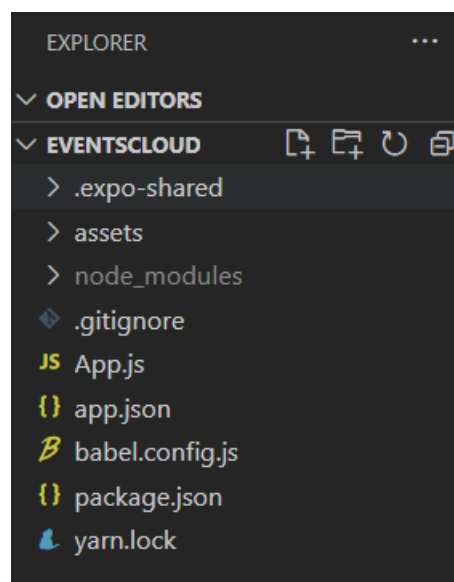 EXPLORER
OPEN EDITORS
EVENTSCLOUD
.expo-shared
assets
node_modules
.gitignore
JS App.js
{} app.json
B babel.config.js
{} package.json
yarn.lock